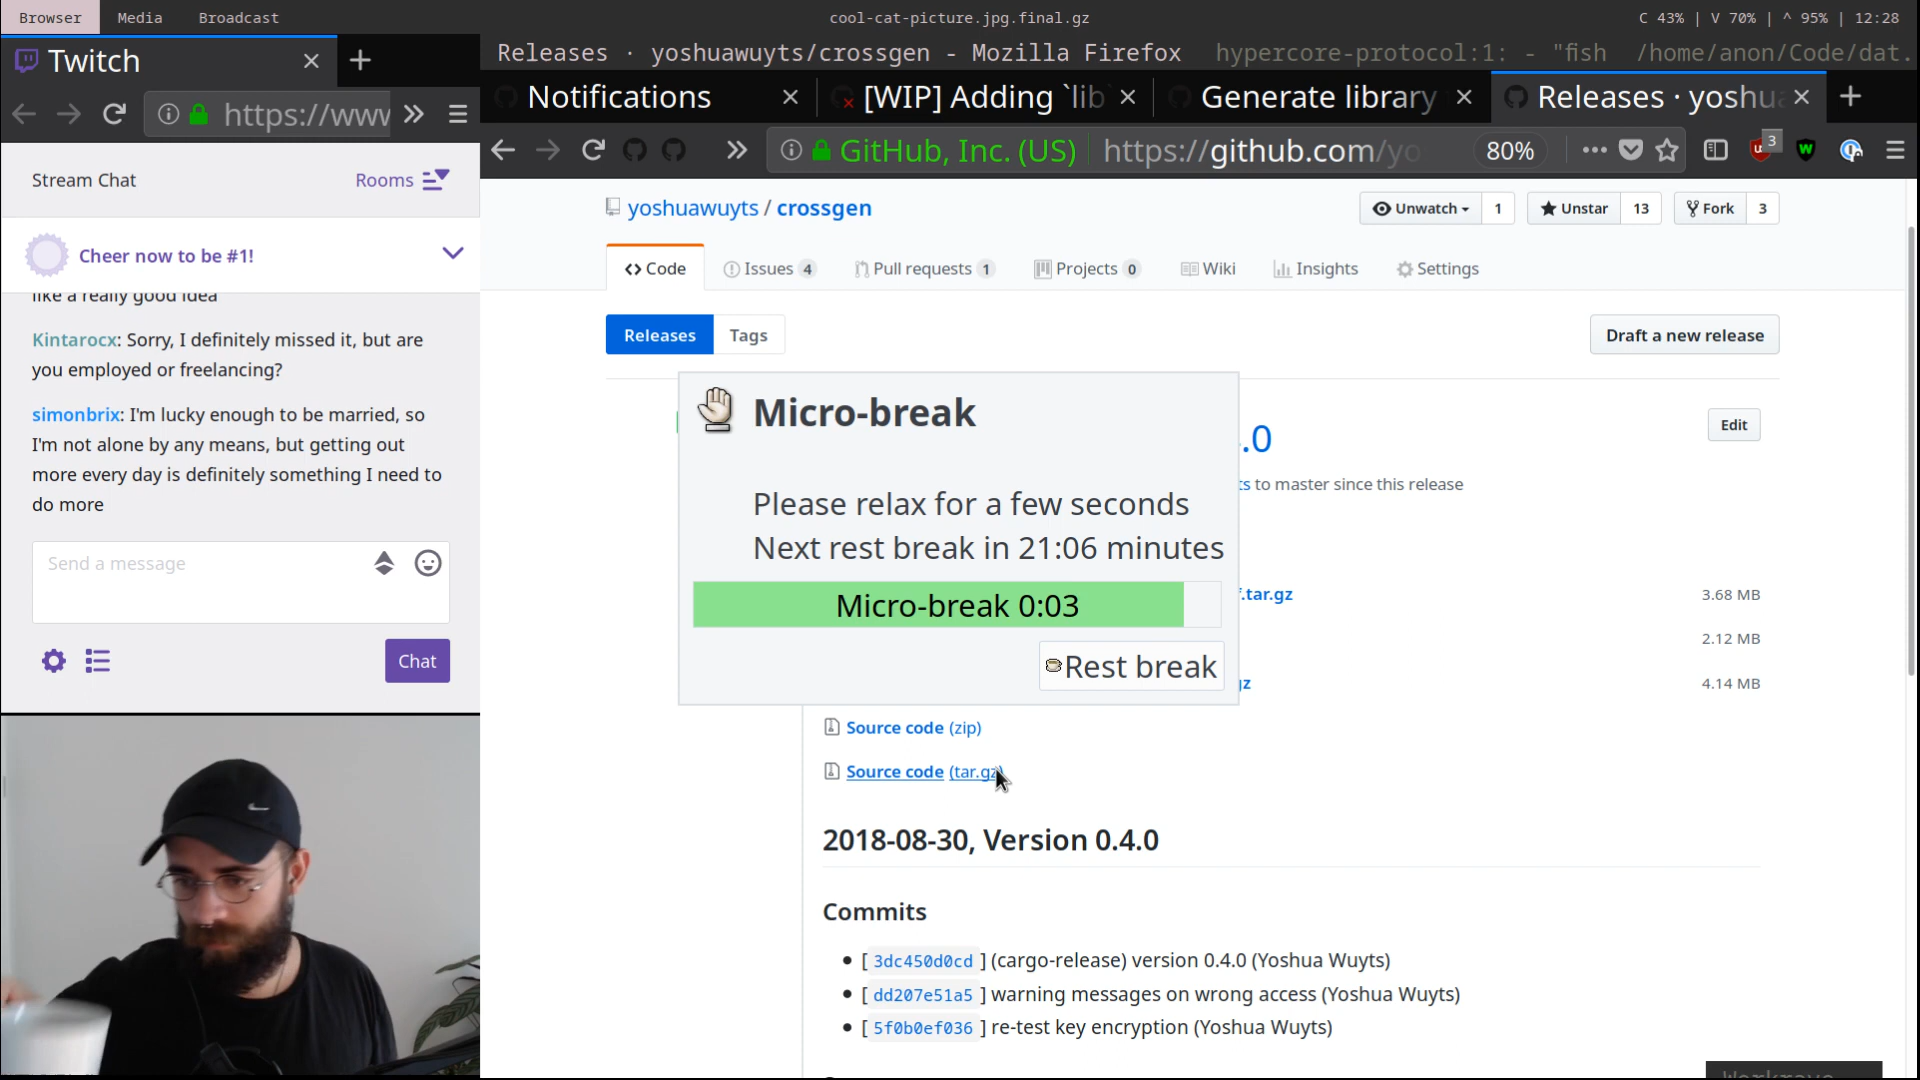 Browser Media Broadcast
cool-cat-picture.jpg.final.gz
C 43% | V 70% | ^ 95% | 12:28
Twitch
https://www
Stream Chat
Rooms
Cheer now to be #1!
like a really good idea
Kintarocx: Sorry, I definitely missed it, but are
you employed or freelancing?
simonbrix: I'm lucky enough to be married, so
I'm not alone by any means, but getting out
more every day is definitely something I need to
do more
Send a message
Chat
Releases · yoshuawuyts/crossgen - Mozilla Firefox
hypercore-protocol:1: - "fish /home/anon/Code/dat.
Notifications
[WIP] Adding `lib
Generate library
Releases · yoshua
GitHub, Inc. (US)
https://github.com/yo
80%
3
yoshuawuyts / crossgen
Unwatch 1
Unstar 13
Fork 3
Code
Issues 4
Pull requests 1
Projects 0
Wiki
Insights
Settings
Releases
Tags
Draft a new release
.0
Edit
ts to master since this release
Micro-break
Please relax for a few seconds
Next rest break in 21:06 minutes
Micro-break 0:03
Rest break
.tar.gz
3.68 MB
2.12 MB
gz
4.14 MB
Source code (zip)
Source code (tar.gz)
2018-08-30, Version 0.4.0
Commits
[ 3dc450d0cd ] (cargo-release) version 0.4.0 (Yoshua Wuyts)
[ dd207e51a5 ] warning messages on wrong access (Yoshua Wuyts)
[ 5f0b0ef036 ] re-test key encryption (Yoshua Wuyts)